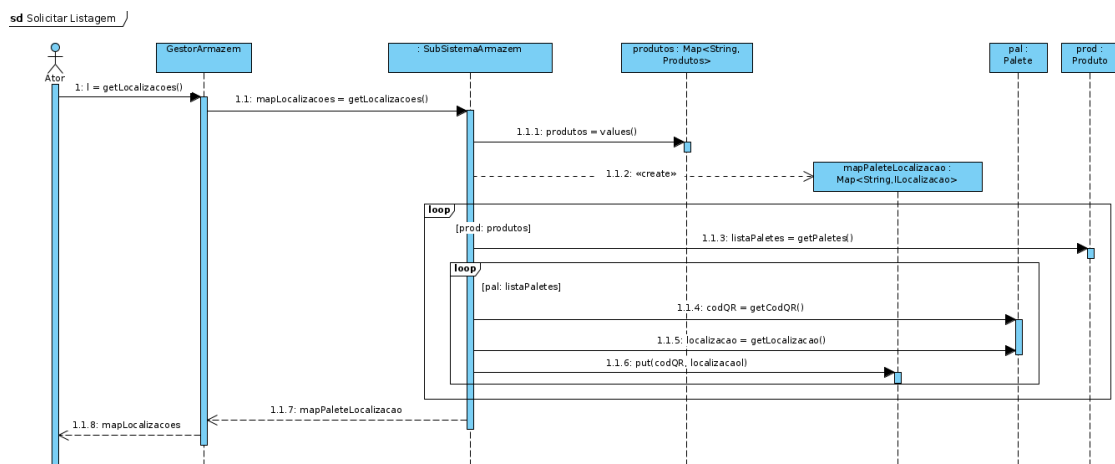 sd Solicitar Listagem
Ator
GestorArmazem
: SubSistemaArmazem
produtos : Map<String,
Produtos>
pal :
Palete
prod :
Produto
1: l = getLocalizacoes()
1.1: mapLocalizacoes = getLocalizacoes()
1.1.1: produtos = values()
1.1.2: «create»
mapPaleteLocalizacao :
Map<String,ILocalizacao>
loop
[prod: produtos]
1.1.3: listaPaletes = getPaletes()
loop
[pal: listaPaletes]
1.1.4: codQR = getCodQR()
1.1.5: localizacao = getLocalizacao()
1.1.6: put(codQR, localizacaol)
1.1.7: mapPaleteLocalizacao
1.1.8: mapLocalizacoes